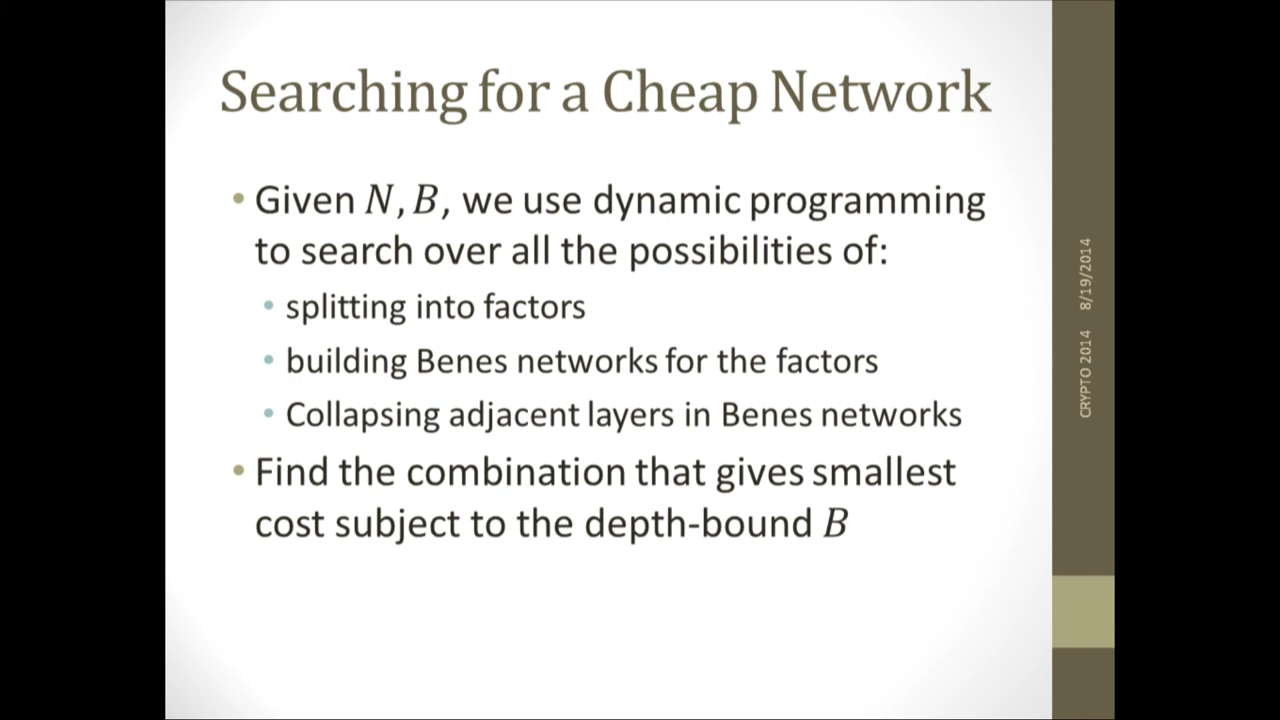 Searching for a Cheap Network
• Given N, B, we use dynamic programming
to search over all the possibilities of:
• splitting into factors
• building Benes networks for the factors
• Collapsing adjacent layers in Benes networks
• Find the combination that gives smallest
cost subject to the depth-bound B
CRYPTO 2014 8/19/2014